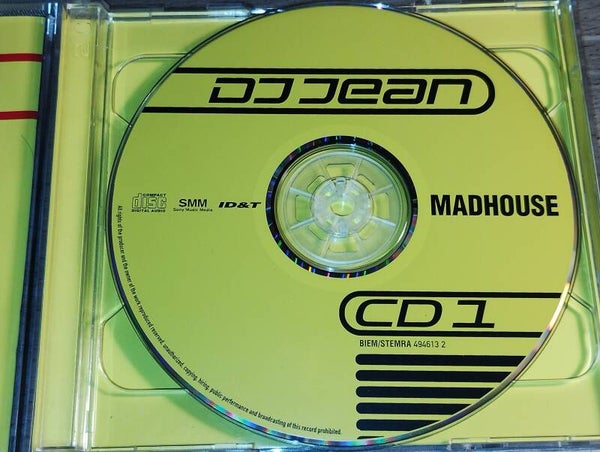 DJ JEAN
COMPACT
disc
DIGITAL AUDIO
SMM
Sony Music Media
ID&T
MADHOUSE
CD 1
BIEM/STEMRA 494613 2
All rights of the producer and the owner of the work reproduced reserved, unauthorized, copying, hiring, public performance and broadcasting of this record prohibited.